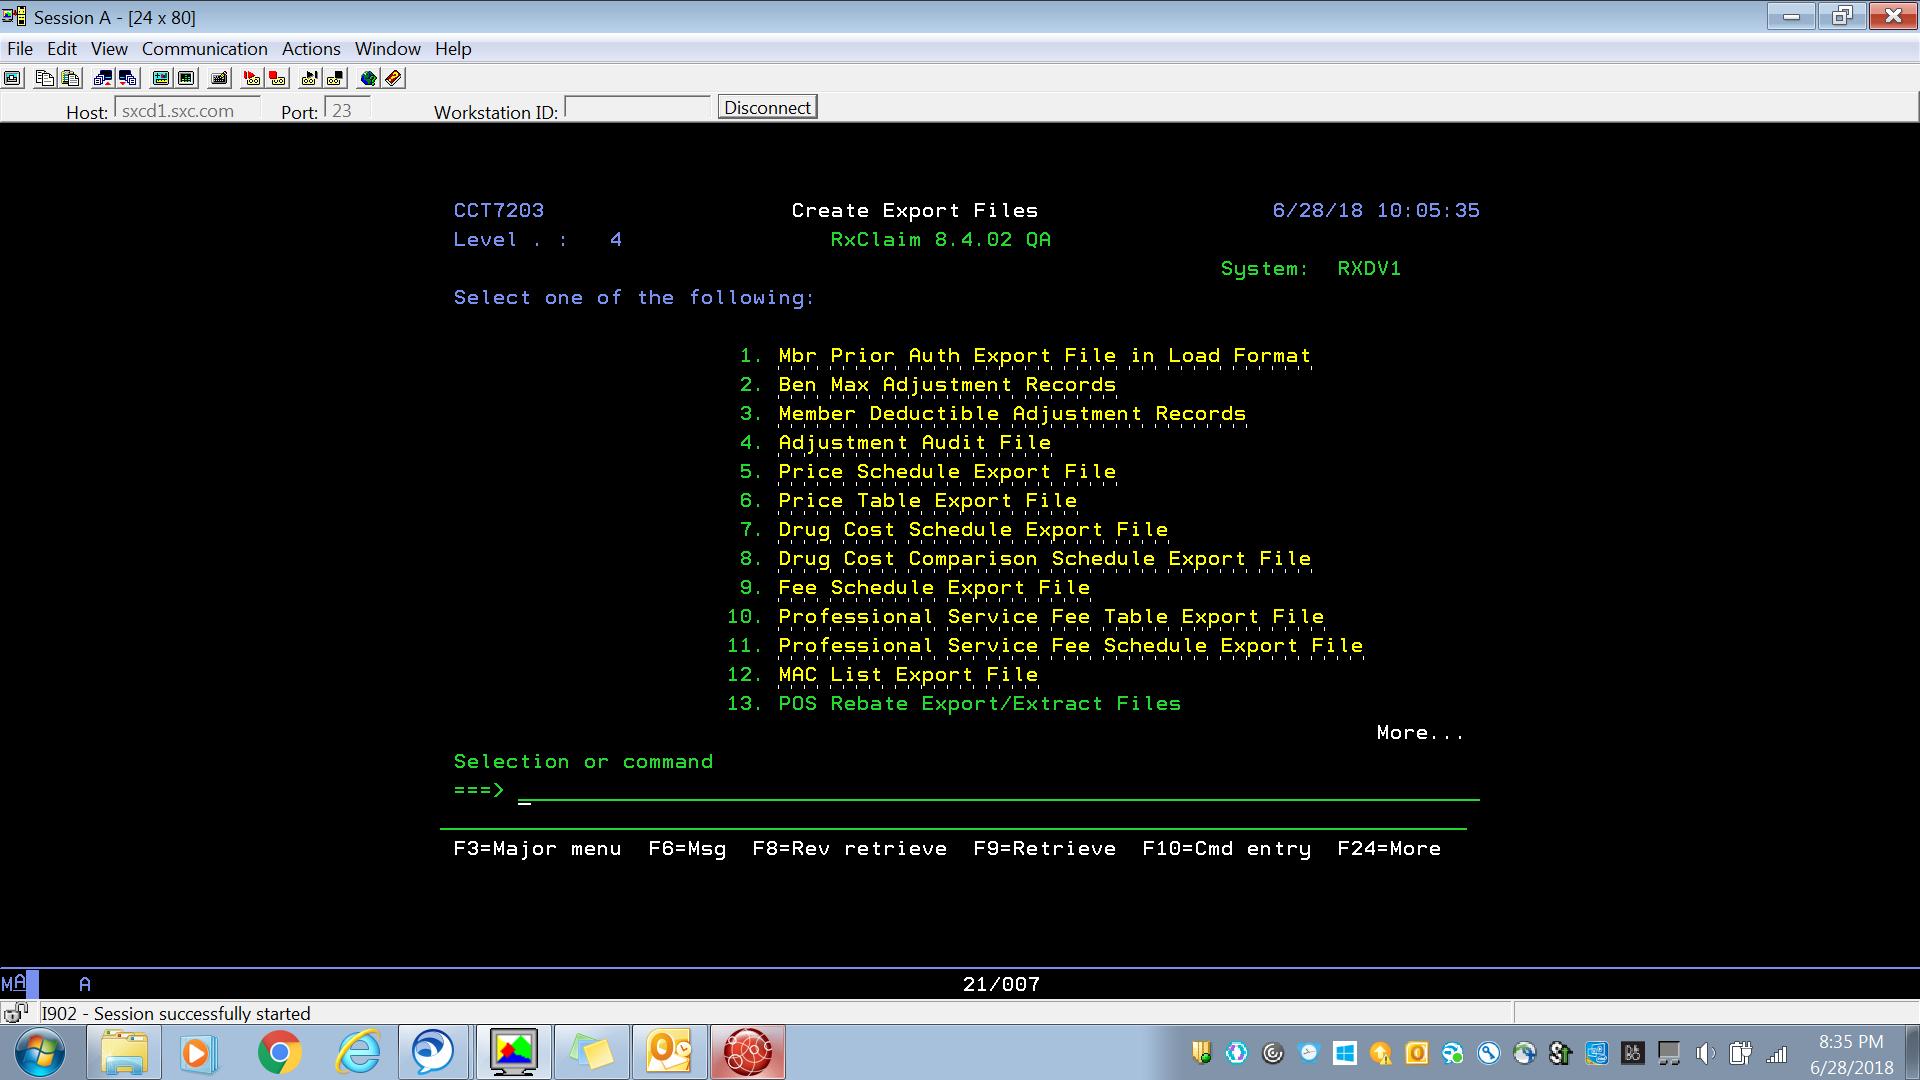 Session A - [24 x 80]
File Edit View Communication Actions Window Help
Host: sxcd1.sxc.com Port: 23 Workstation ID: Disconnect
CCT7203 Create Export Files 6/28/18 10:05:35
Level . : 4 RxClaim 8.4.02 QA
System: RXDV1
Select one of the following:
1. Mbr Prior Auth Export File in Load Format
2. Ben Max Adjustment Records
3. Member Deductible Adjustment Records
4. Adjustment Audit File
5. Price Schedule Export File
6. Price Table Export File
7. Drug Cost Schedule Export File
8. Drug Cost Comparison Schedule Export File
9. Fee Schedule Export File
10. Professional Service Fee Table Export File
11. Professional Service Fee Schedule Export File
12. MAC List Export File
13. POS Rebate Export/Extract Files
More...
Selection or command
===>
F3=Major menu F6=Msg F8=Rev retrieve F9=Retrieve F10=Cmd entry F24=More
MA A 21/007
I902 - Session successfully started
8:35 PM
6/28/2018